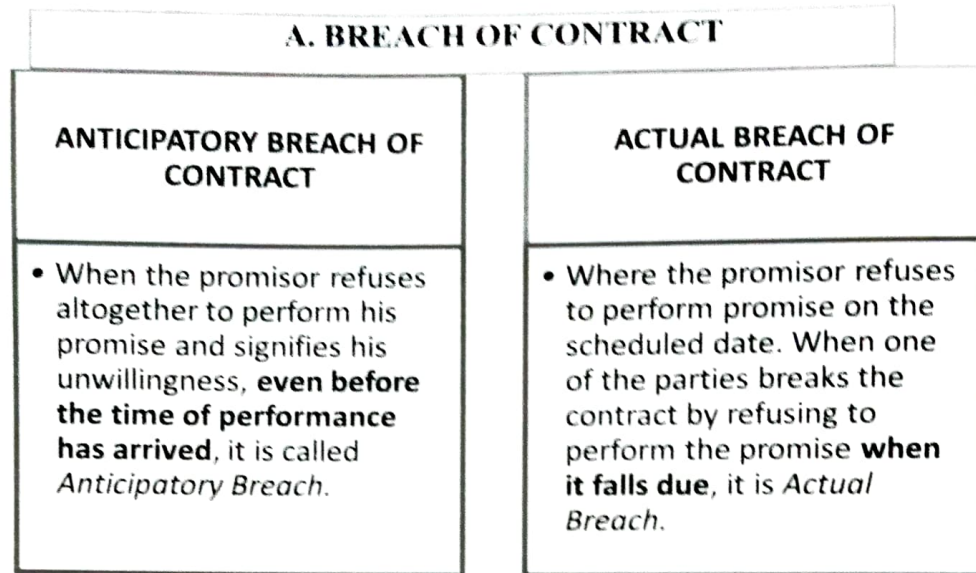 A. BREACH OF CONTRACT
ANTICIPATORY BREACH OF
CONTRACT
• When the promisor refuses
altogether to perform his
promise and signifies his
unwillingness, even before
the time of performance
has arrived, it is called
Anticipatory Breach.
ACTUAL BREACH OF
CONTRACT
• Where the promisor refuses
to perform promise on the
scheduled date. When one
of the parties breaks the
contract by refusing to
perform the promise when
it falls due, it is Actual
Breach.